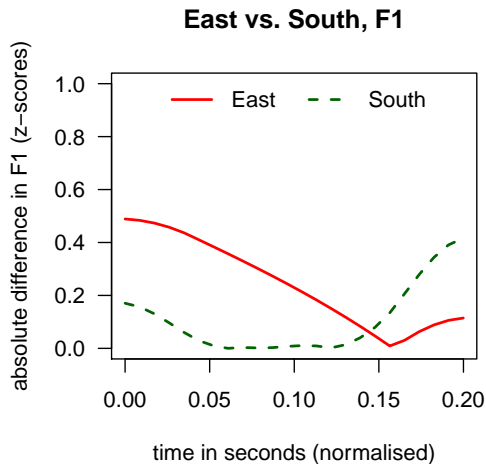 East vs. South, F1
absolute difference in F1 (z−scores)
East South
1.0
0.8
0.6
0.4
0.2
0.0
0.00 0.05 0.10 0.15 0.20
time in seconds (normalised)